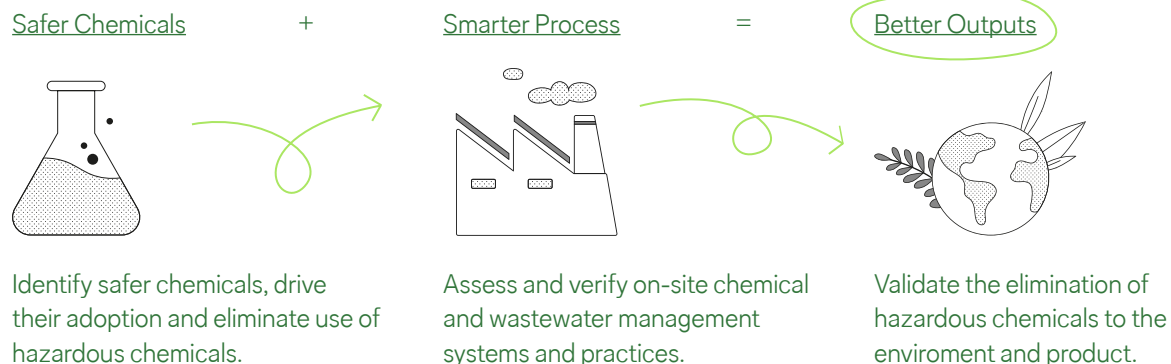 Safer Chemicals + Smarter Process = Better Outputs
Identify safer chemicals, drive
their adoption and eliminate use of
hazardous chemicals.
Assess and verify on-site chemical
and wastewater management
systems and practices.
Validate the elimination of
hazardous chemicals to the
enviroment and product.